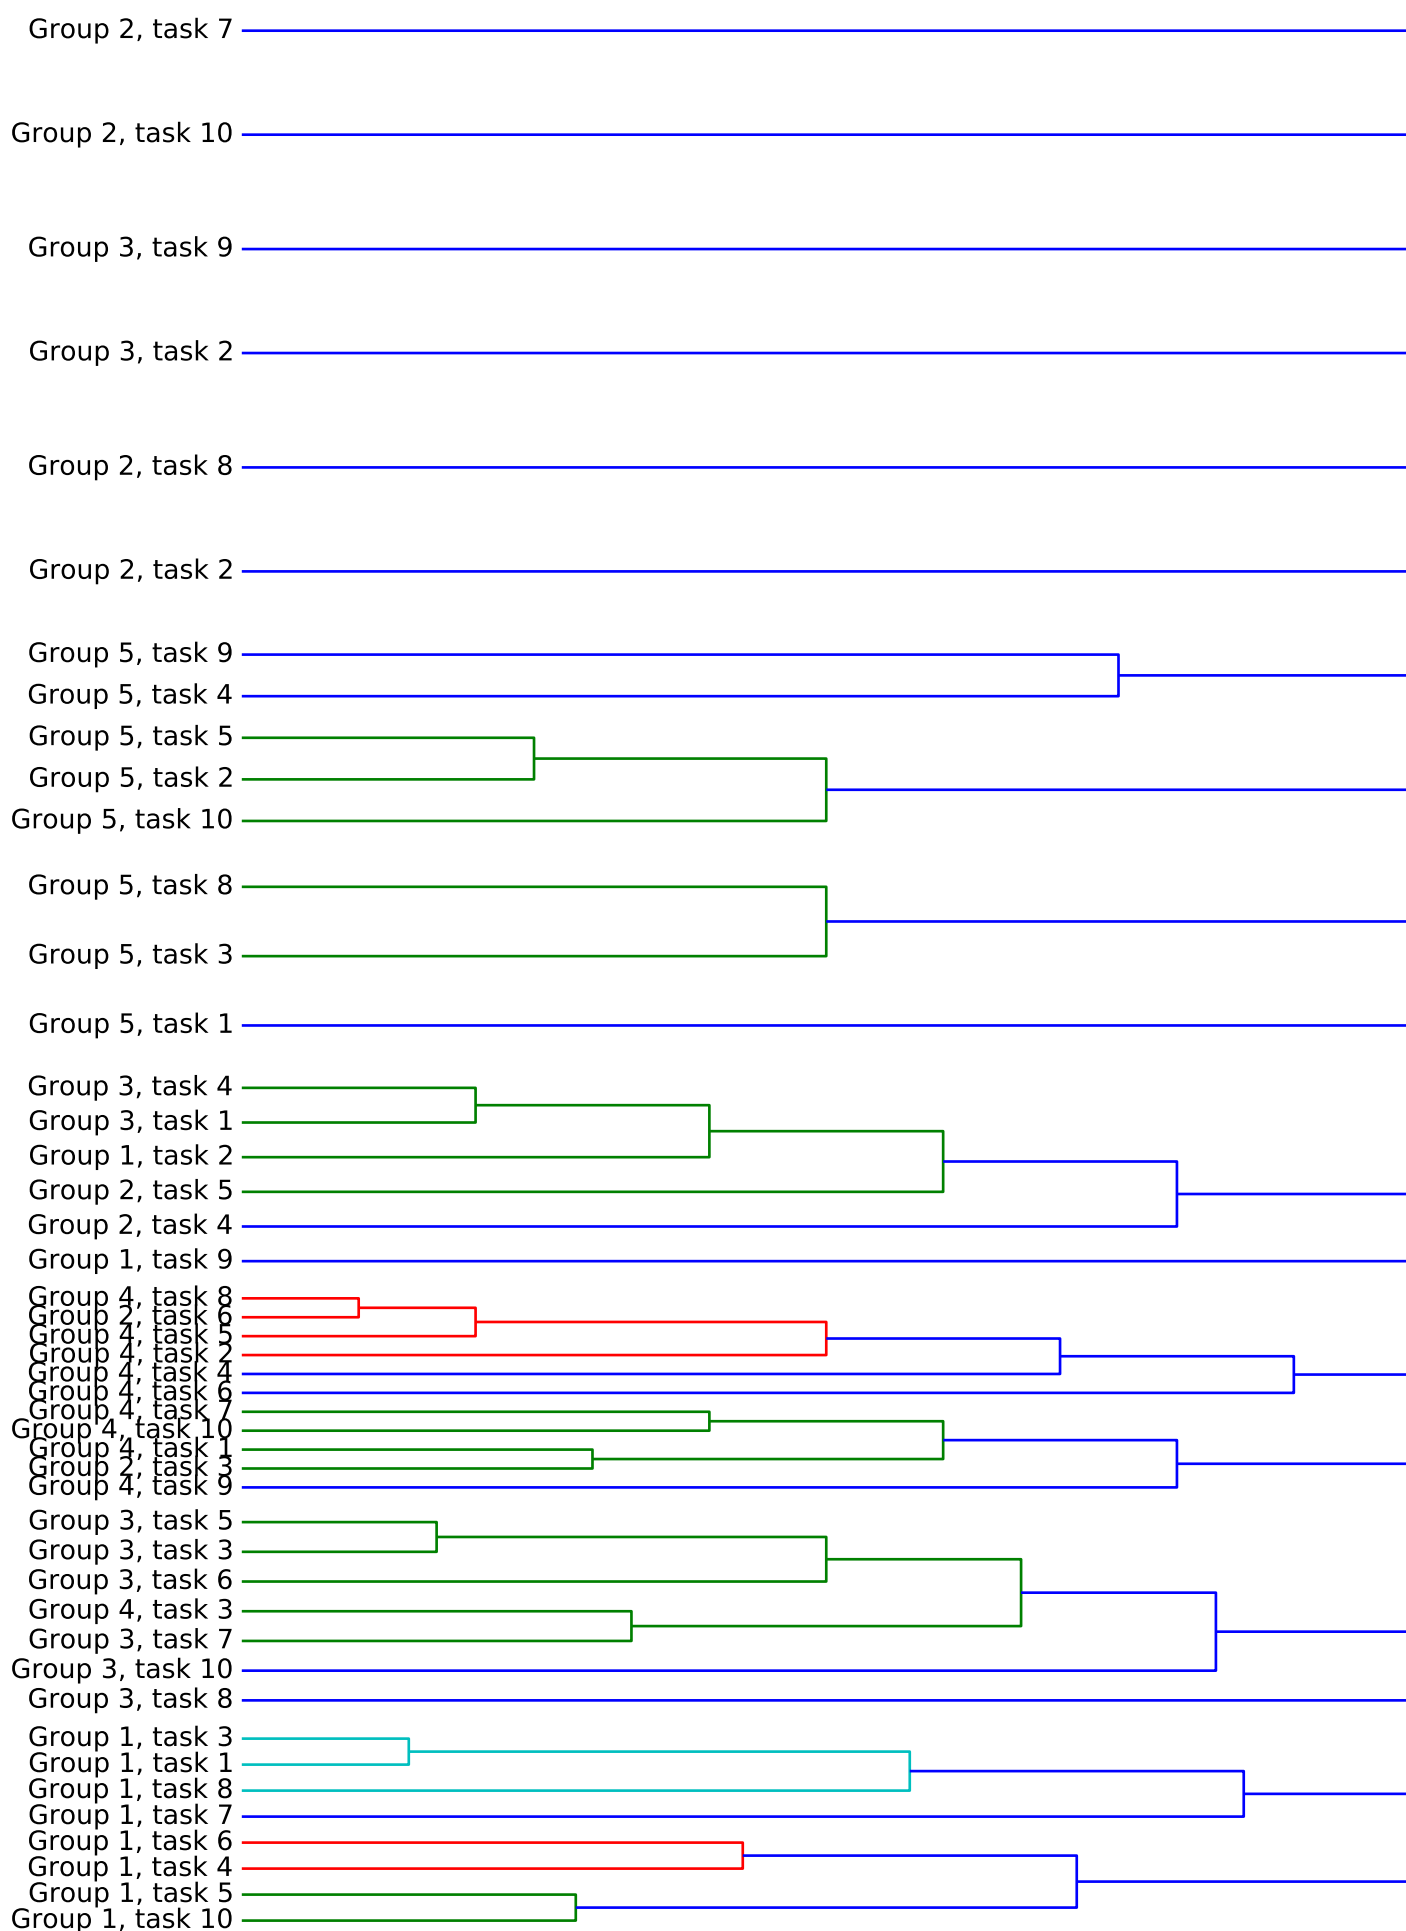 Group 2, task 7
Group 2, task 10
Group 3, task 9
Group 3, task 2
Group 2, task 8
Group 2, task 2
Group 5, task 9
Group 5, task 4
Group 5, task 5
Group 5, task 2
Group 5, task 10
Group 5, task 8
Group 5, task 3
Group 5, task 1
Group 3, task 4
Group 3, task 1
Group 1, task 2
Group 2, task 5
Group 2, task 4
Group 1, task 9
Group 4, task 8
Group 2, task 6
Group 4, task 5
Group 4, task 2
Group 4, task 4
Group 4, task 6
Group 4, task 7
Group 4, task 10
Group 4, task 1
Group 2, task 3
Group 4, task 9
Group 3, task 5
Group 3, task 3
Group 3, task 6
Group 4, task 3
Group 3, task 7
Group 3, task 10
Group 3, task 8
Group 1, task 3
Group 1, task 1
Group 1, task 8
Group 1, task 7
Group 1, task 6
Group 1, task 4
Group 1, task 5
Group 1, task 10